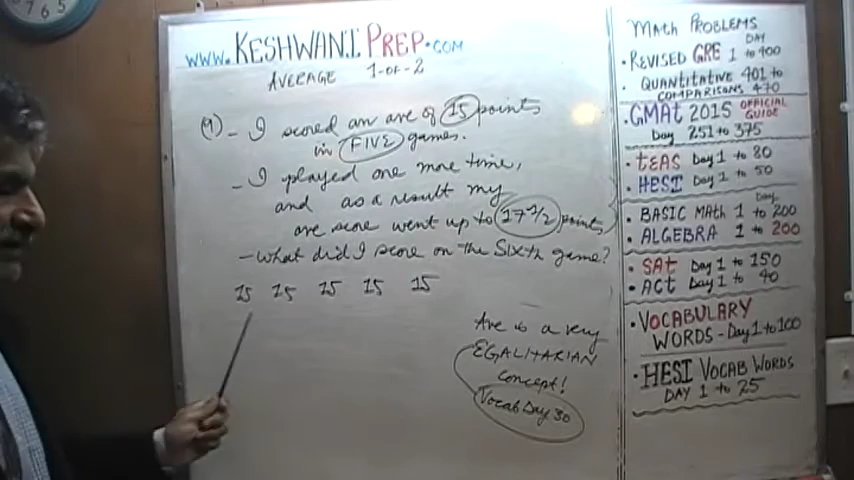 7 6 5
www.KESHWANIPREP.COM
AVERAGE 1-OF-2
(1) - I scored an ave of 15 points
in FIVE games.
- I played one more time,
and as a result my
ave score went up to 17 1/2 points
- What did I score on the Sixth game?
15 15 15 15 15
Ave is a very
EGALITARIAN
concept!
Vocab Day 30
MATH PROBLEMS
DAY
• REVISED GRE 1 to 400
• QUANTITATIVE 401 to
COMPARISONS 470
• GMAT 2015 OFFICIAL GUIDE
Day 251 to 375
• TEAS Day 1 to 80
• HESI Day 1 to 50
Day
• BASIC MATH 1 to 200
• ALGEBRA 1 to 200
• SAT Day 1 to 150
• ACT Day 1 to 40
• VOCABULARY
WORDS - Day 1 to 100
• HESI VOCAB WORDS
DAY 1 to 25